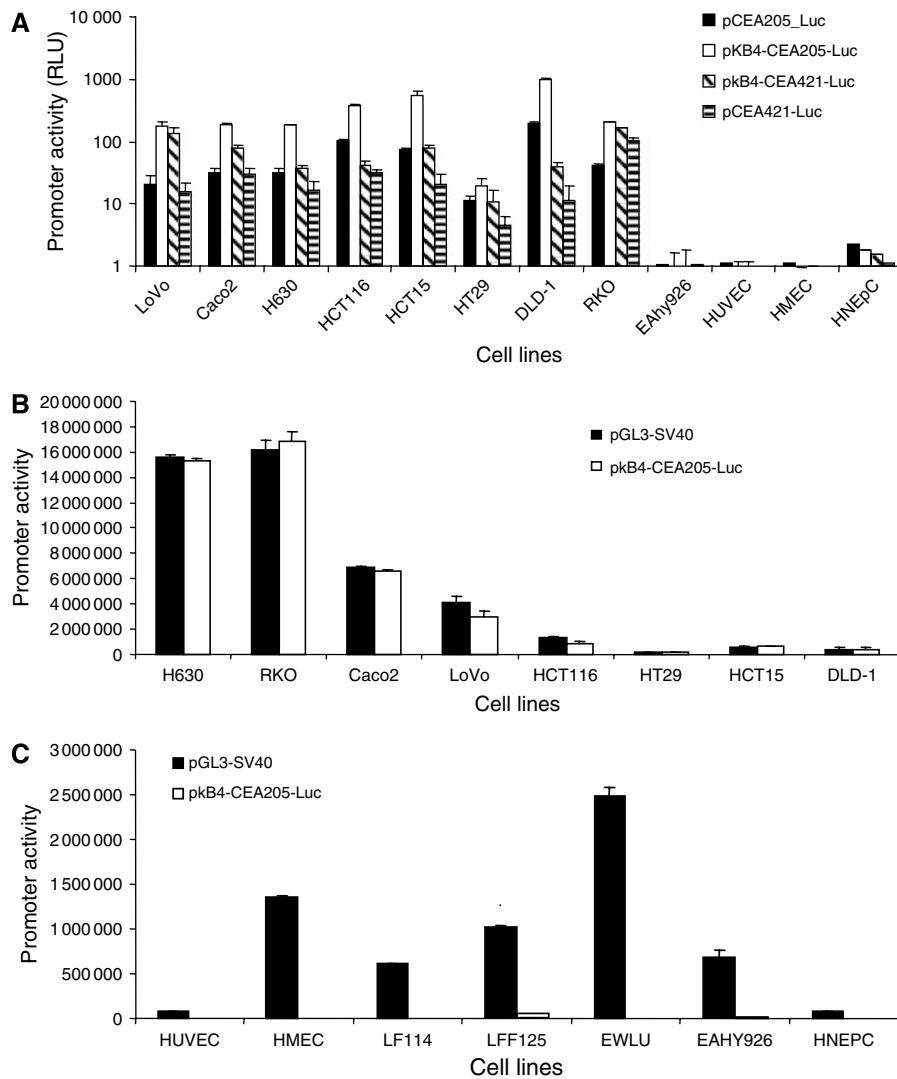 A
Promoter activity (RLU)
10 000
1000
100
10
1
pCEA205_Luc
pKB4-CEA205-Luc
pkB4-CEA421-Luc
pCEA421-Luc
LoVo
Caco2
H630
HCT116
HCT15
HT29
DLD-1
RKO
EAhy926
HUVEC
HMEC
HNEpC
Cell lines
B
Promoter activity
20 000 000
18 000 000
16 000 000
14 000 000
12 000 000
10 000 000
8 000 000
6 000 000
4 000 000
2 000 000
0
pGL3-SV40
pkB4-CEA205-Luc
H630
RKO
Caco2
LoVo
HCT116
HT29
HCT15
DLD-1
Cell lines
C
Promoter activity
3 000 000
2 500 000
2 000 000
1 500 000
1 000 000
500 000
0
pGL3-SV40
pkB4-CEA205-Luc
HUVEC
HMEC
LF114
LFF125
EWLU
EAHY926
HNEPC
Cell lines